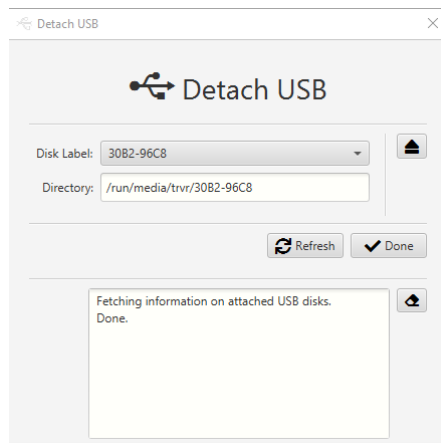 Detach USB
Detach USB
Disk Label: 30B2-96C8
Directory: /run/media/trvr/30B2-96C8
Refresh Done
Fetching information on attached USB disks.
Done.